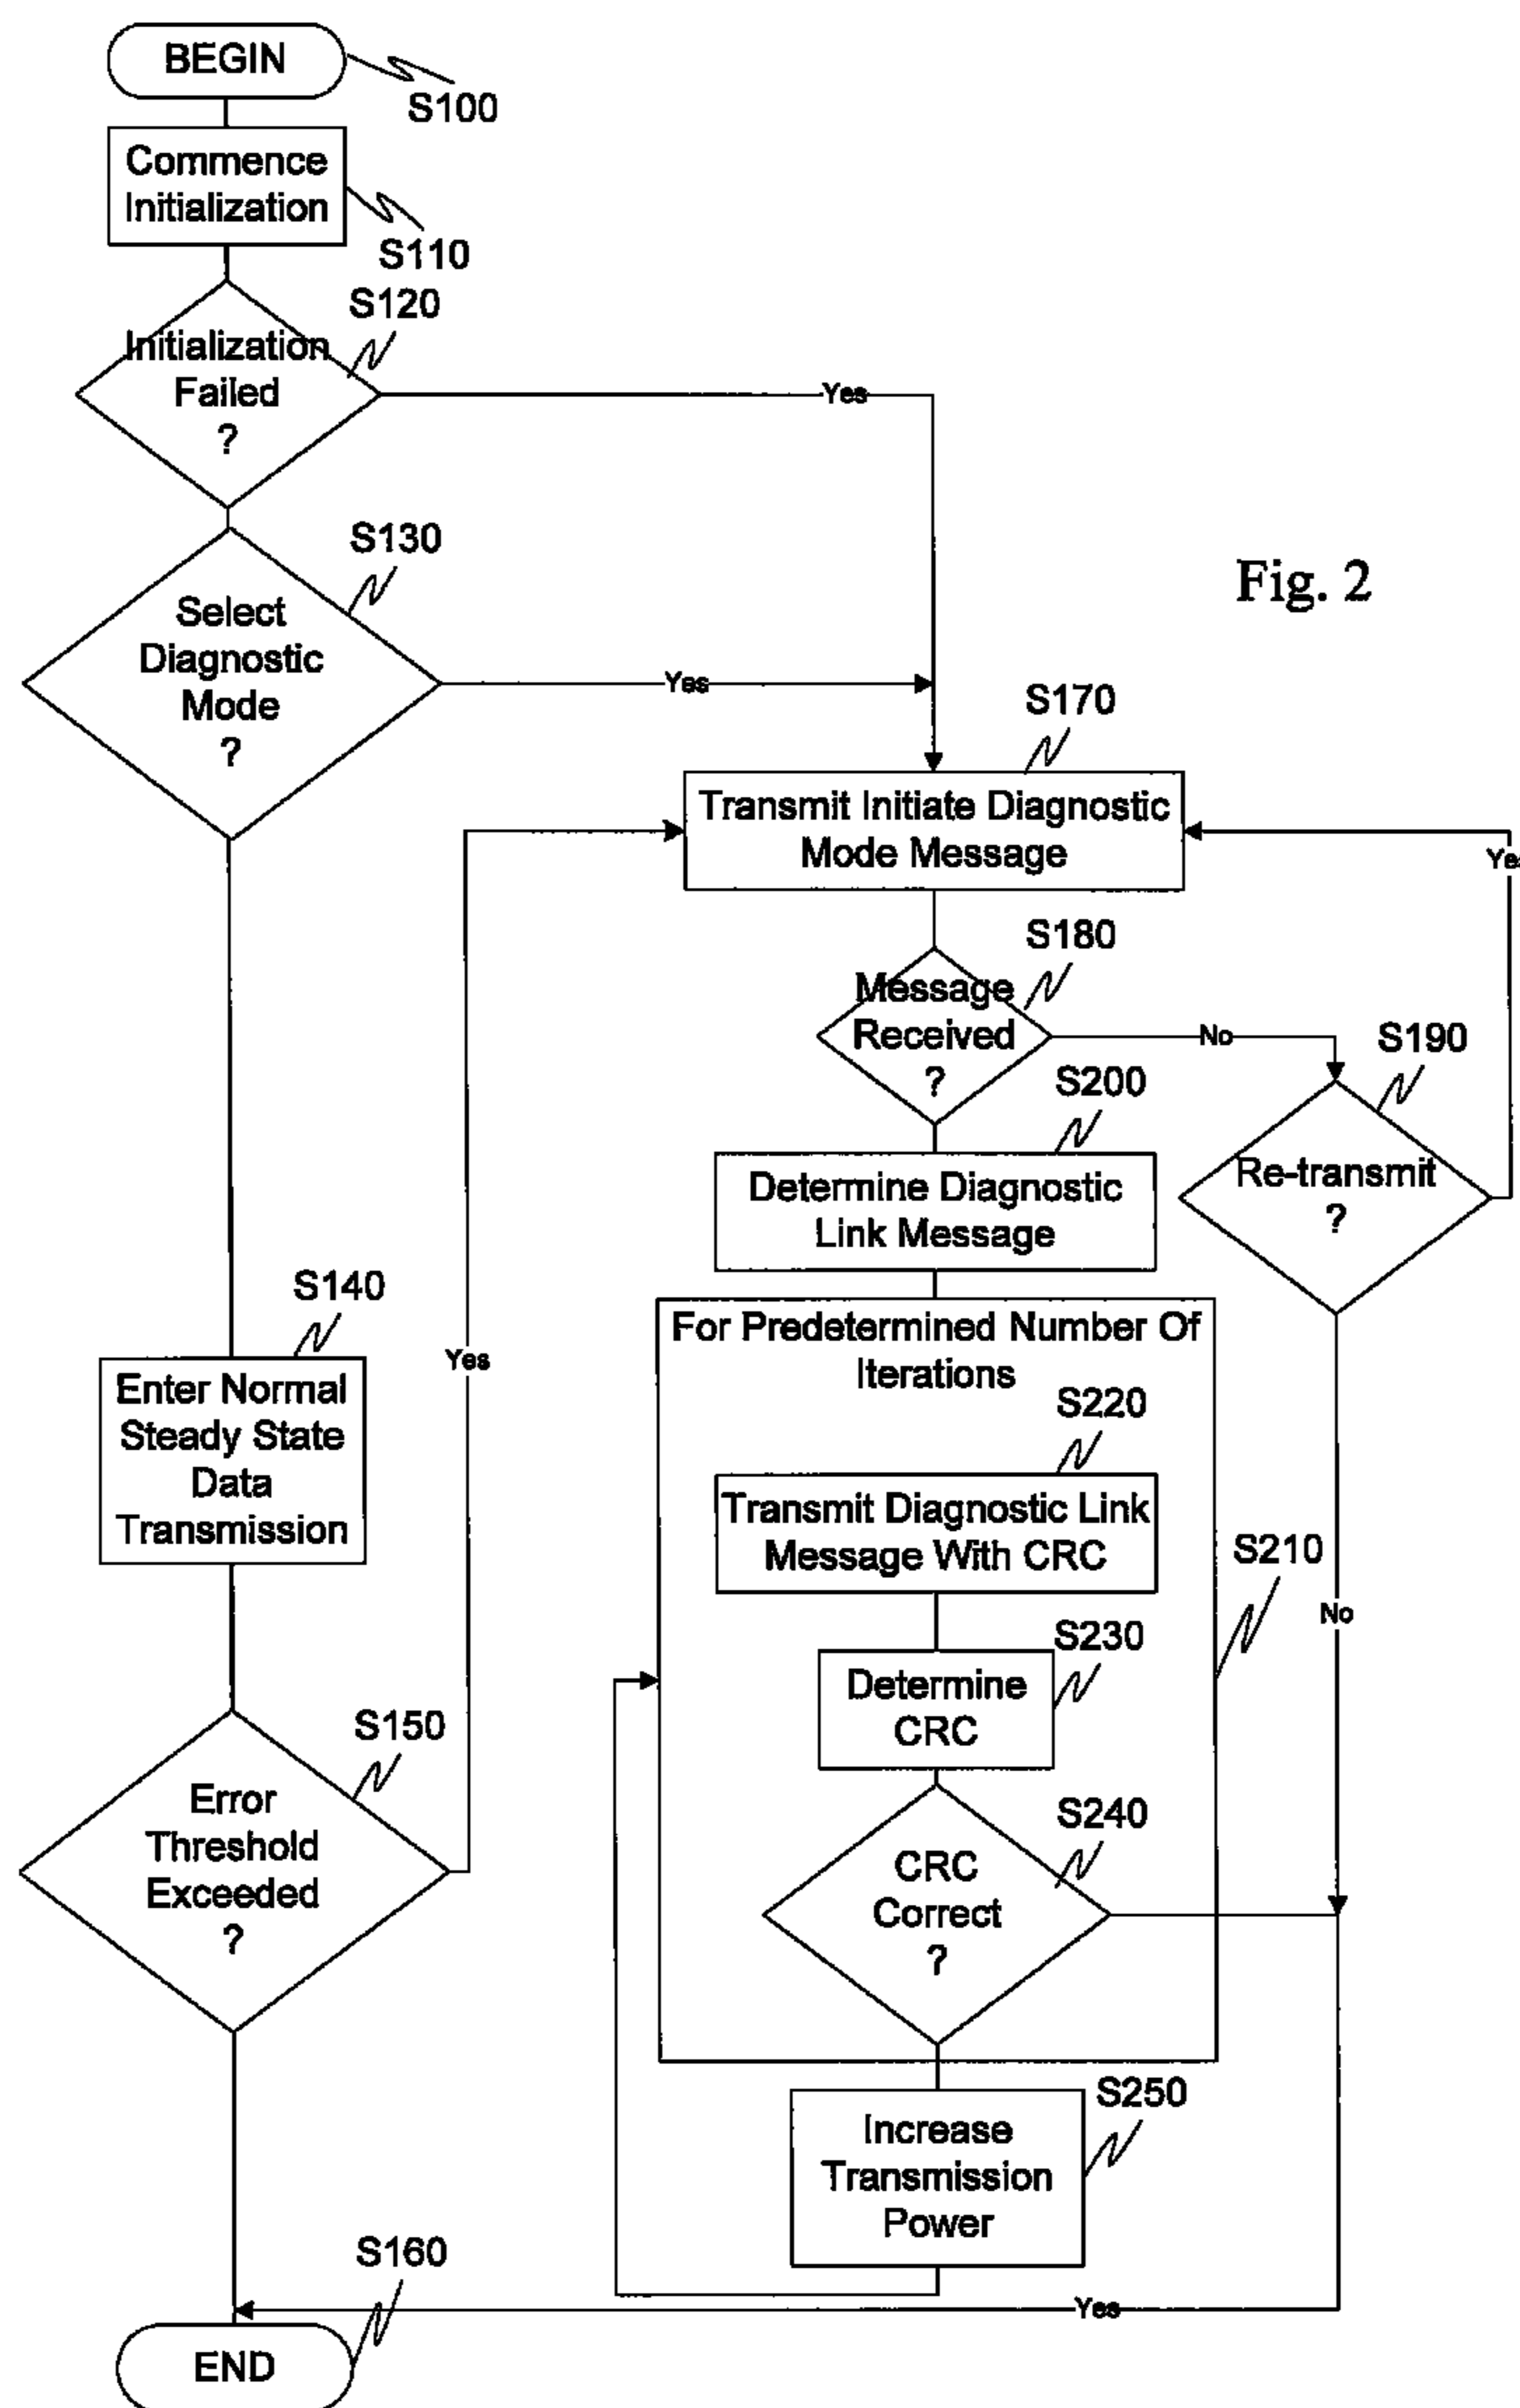 BEGIN
S100
Commence
Initialization
S110
S120
Initialization
Failed
?
Yes
S130
Select
Diagnostic
Mode
?
Yes
Fig. 2
S170
Transmit Initiate Diagnostic
Mode Message
Yes
S180
Message
Received
?
No
S190
Re-transmit
?
S200
Determine Diagnostic
Link Message
S140
Enter Normal
Steady State
Data
Transmission
Yes
For Predetermined Number Of
Iterations
S220
Transmit Diagnostic Link
Message With CRC
S210
No
S230
Determine
CRC
S150
Error
Threshold
Exceeded
?
S240
CRC
Correct
?
S250
Increase
Transmission
Power
S160
Yes
END